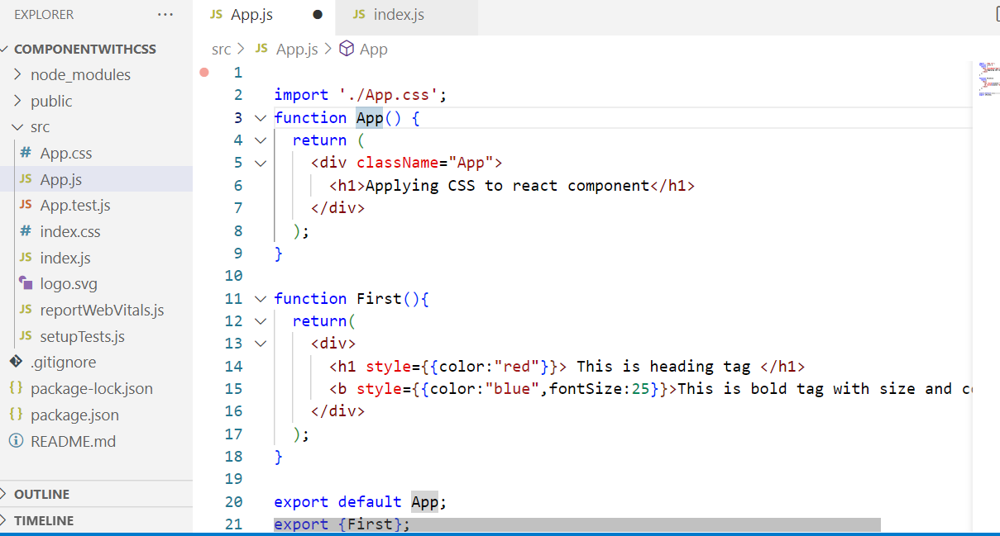 EXPLORER ...
JS App.js ● JS index.js
COMPONENTWITHCSS
node_modules
public
src
# App.css
JS App.js
JS App.test.js
# index.css
JS index.js
logo.svg
JS reportWebVitals.js
JS setupTests.js
.gitignore
{} package-lock.json
{} package.json
README.md
OUTLINE
TIMELINE
src > JS App.js > App
1
2 import './App.css';
3 function App() {
4 return (
5 <div className="App">
6 <h1>Applying CSS to react component</h1>
7 </div>
8 );
9 }
10
11 function First(){
12 return(
13 <div>
14 <h1 style={{color:"red"}}> This is heading tag </h1>
15 <b style={{color:"blue",fontSize:25}}>This is bold tag with size and
16 </div>
17 );
18 }
19
20 export default App;
21 export {First};